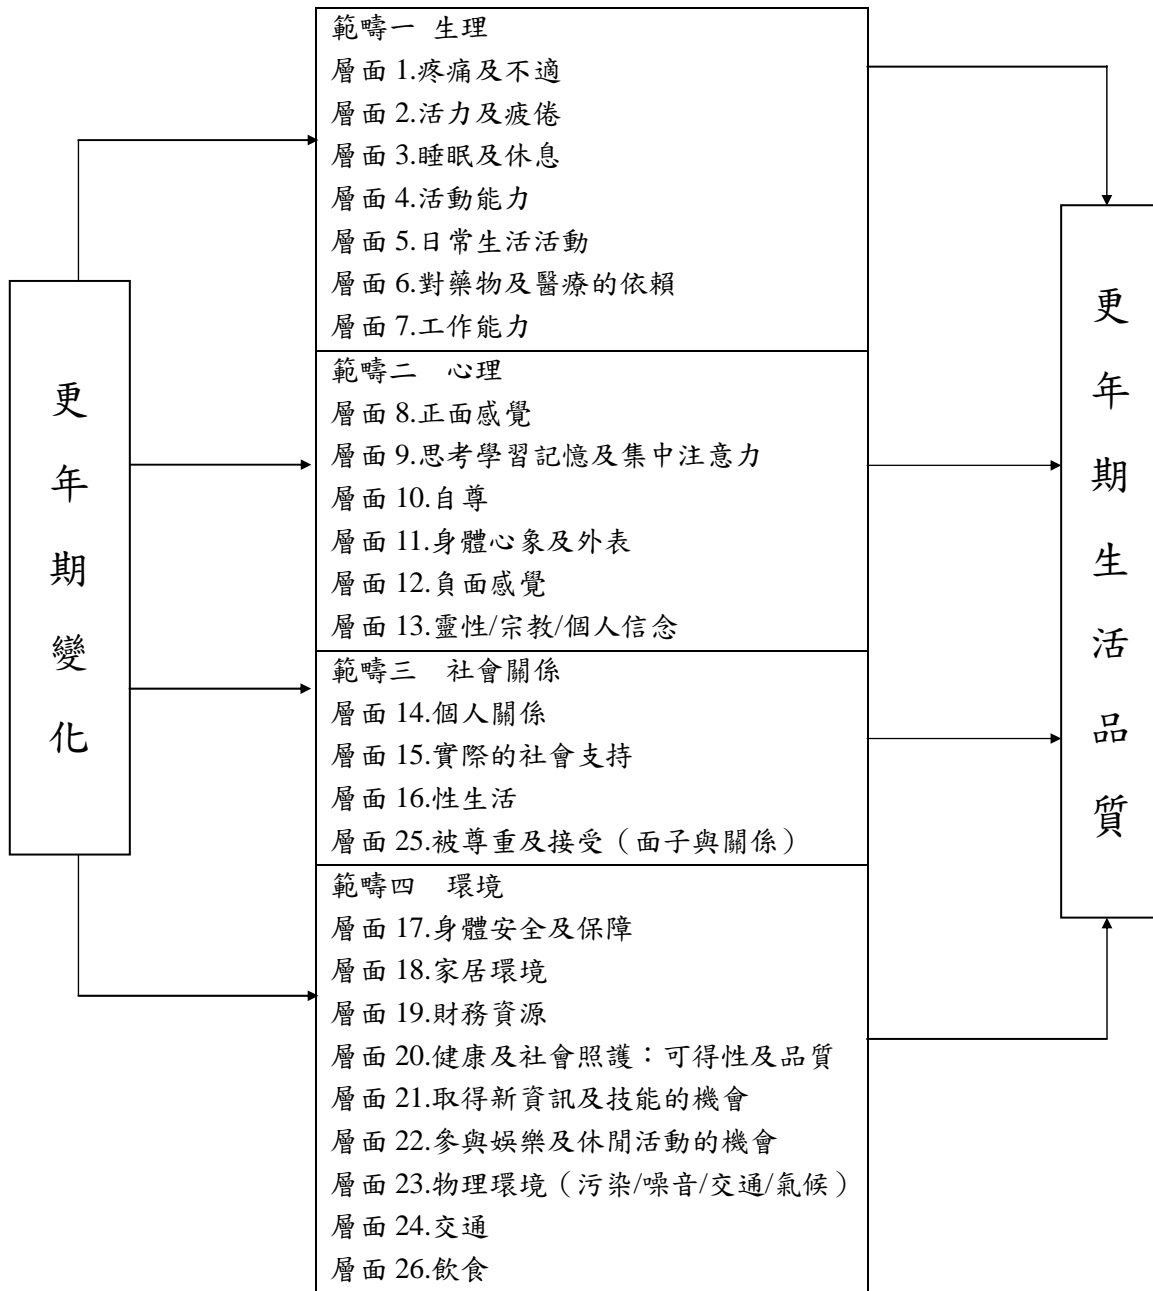 更年期變化
範疇一 生理
層面 1.疼痛及不適
層面 2.活力及疲倦
層面 3.睡眠及休息
層面 4.活動能力
層面 5.日常生活活動
層面 6.對藥物及醫療的依賴
層面 7.工作能力
範疇二 心理
層面 8.正面感覺
層面 9.思考學習記憶及集中注意力
層面 10.自尊
層面 11.身體心象及外表
層面 12.負面感覺
層面 13.靈性/宗教/個人信念
範疇三 社會關係
層面 14.個人關係
層面 15.實際的社會支持
層面 16.性生活
層面 25.被尊重及接受（面子與關係）
範疇四 環境
層面 17.身體安全及保障
層面 18.家居環境
層面 19.財務資源
層面 20.健康及社會照護：可得性及品質
層面 21.取得新資訊及技能的機會
層面 22.參與娛樂及休閒活動的機會
層面 23.物理環境（污染/噪音/交通/氣候）
層面 24.交通
層面 26.飲食
更年期生活品質